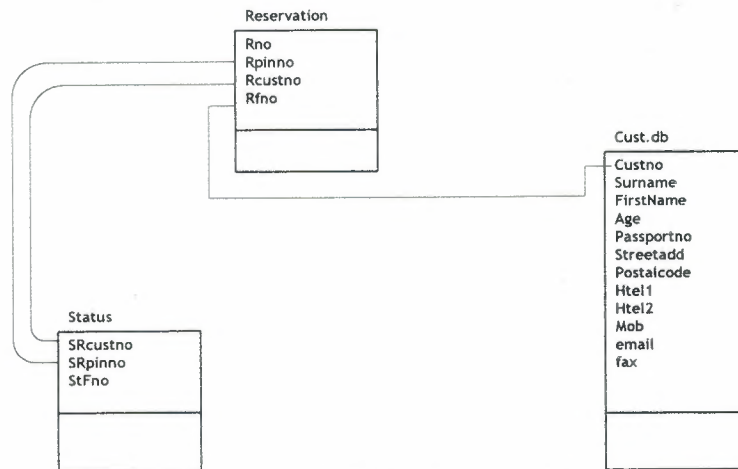 Reservation
Rno
Rpinno
Rcustno
Rfno
Cust.db
Custno
Surname
FirstName
Age
Passportno
Streetadd
Postalcode
Htel1
Htel2
Mob
email
fax
Status
SRcustno
SRpinno
StFno